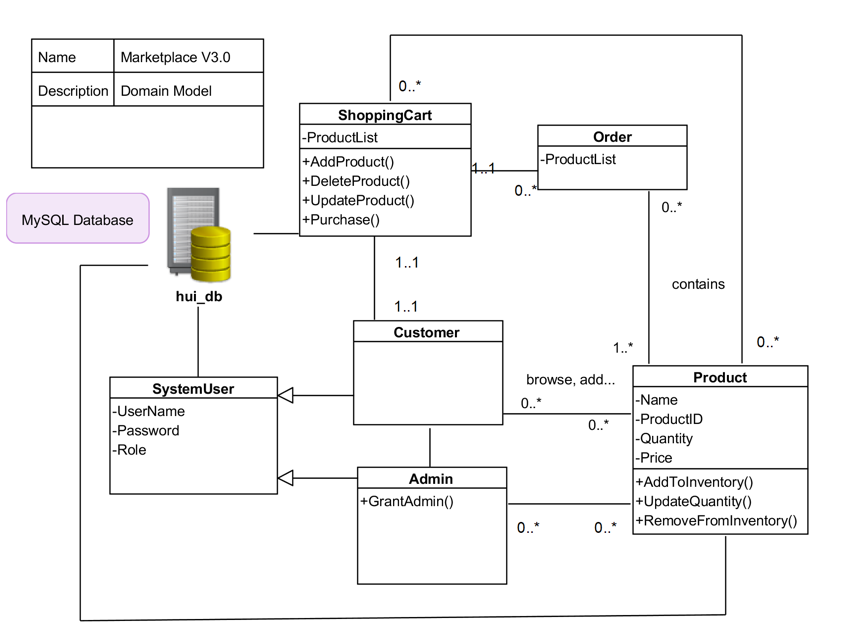 Name Marketplace V3.0
Description Domain Model
0..*
ShoppingCart
-ProductList
+AddProduct()
+DeleteProduct()
+UpdateProduct()
+Purchase()
1..1
0..*
Order
-ProductList
0..*
MySQL Database
hui_db
1..1
1..1
contains
1..*
0..*
Customer
browse, add...
0..*
0..*
SystemUser
-UserName
-Password
-Role
Product
-Name
-ProductID
-Quantity
-Price
+AddToInventory()
+UpdateQuantity()
+RemoveFromInventory()
Admin
+GrantAdmin()
0..*
0..*